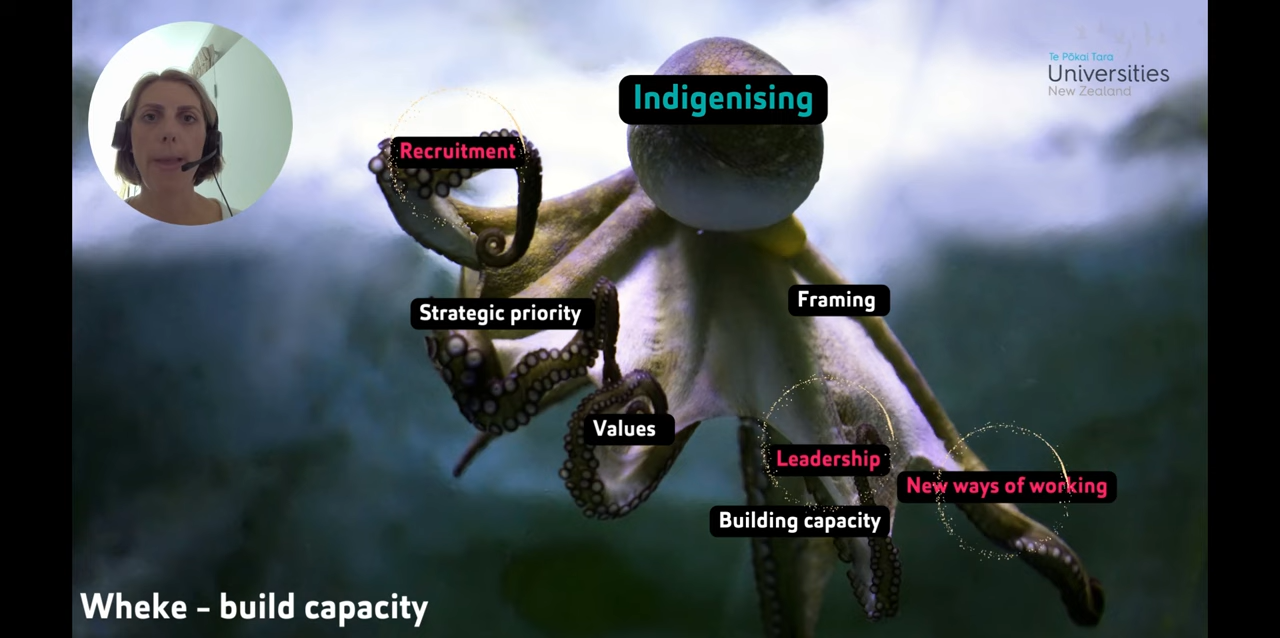 Te Pōkai Tara
Universities
New Zealand
Indigenising
Recruitment
Strategic priority
Framing
Values
Leadership
New ways of working
Building capacity
Wheke - build capacity